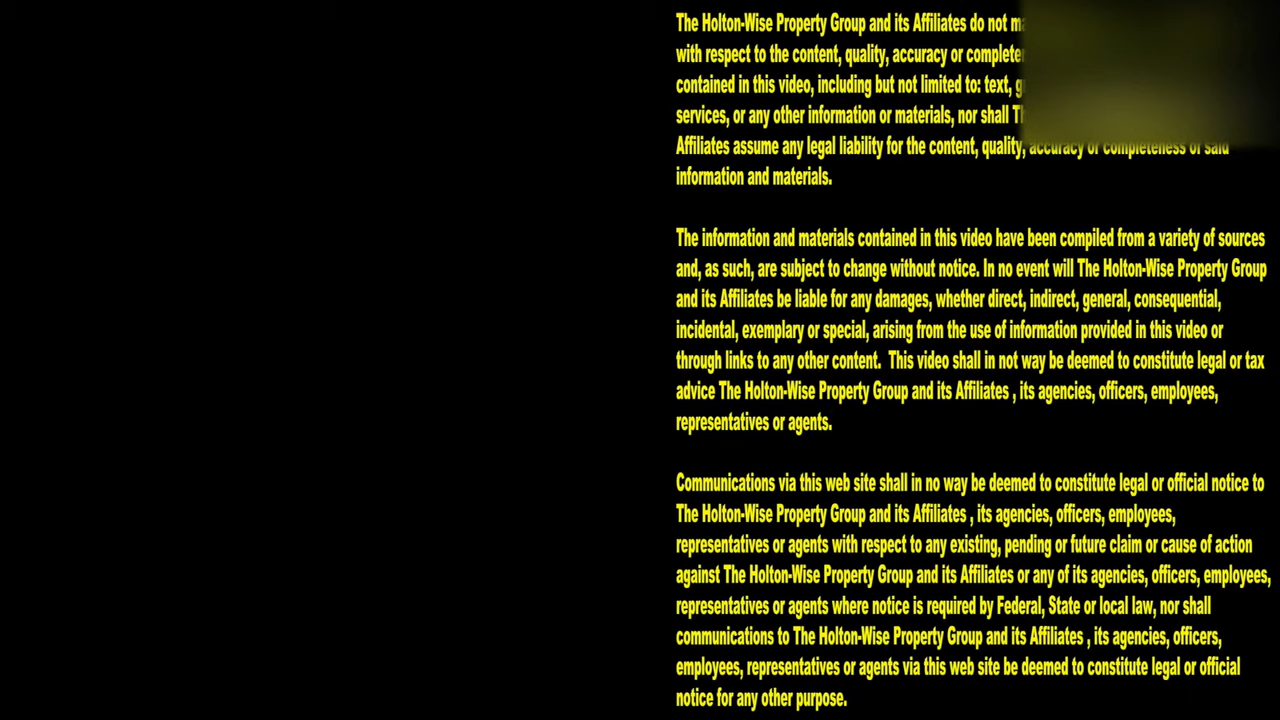 The Holton-Wise Property Group and its Affiliates do not
with respect to the content, quality, accuracy or
contained in this video, including but not limited to: text,
services, or any other information or materials, nor shall
Affiliates assume any legal liability for the content, quality, accuracy or completeness of said
information and materials.
The information and materials contained in this video have been compiled from a variety of sources
and, as such, are subject to change without notice. In no event will The Holton-Wise Property Group
and its Affiliates be liable for any damages, whether direct, indirect, general, consequential,
incidental, exemplary or special, arising from the use of information provided in this video or
through links to any other content.  This video shall in not way be deemed to constitute legal or tax
advice The Holton-Wise Property Group and its Affiliates , its agencies, officers, employees,
representatives or agents.
Communications via this web site shall in no way be deemed to constitute legal or official notice to
The Holton-Wise Property Group and its Affiliates , its agencies, officers, employees,
representatives or agents with respect to any existing, pending or future claim or cause of action
against The Holton-Wise Property Group and its Affiliates or any of its agencies, officers, employees,
representatives or agents where notice is required by Federal, State or local law, nor shall
communications to The Holton-Wise Property Group and its Affiliates , its agencies, officers,
employees, representatives or agents via this web site be deemed to constitute legal or official
notice for any other purpose.